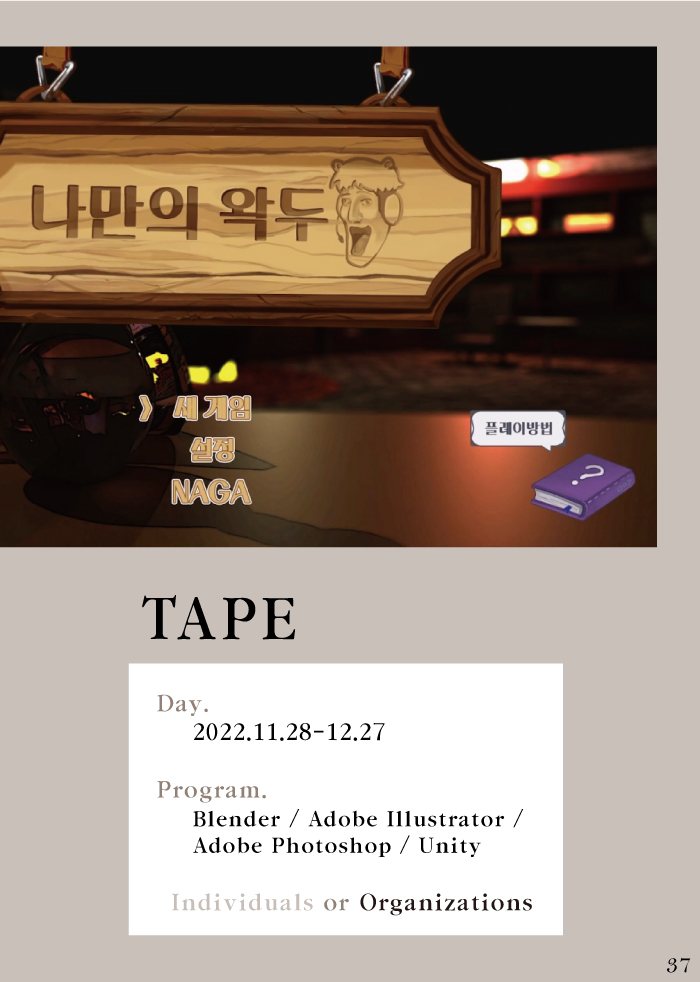 나만의 왁두
》 새 게임
설정
NAGA
플레이방법
?
TAPE
Day.
2022.11.28-12.27
Program.
Blender / Adobe Illustrator /
Adobe Photoshop / Unity
Individuals or Organizations
37